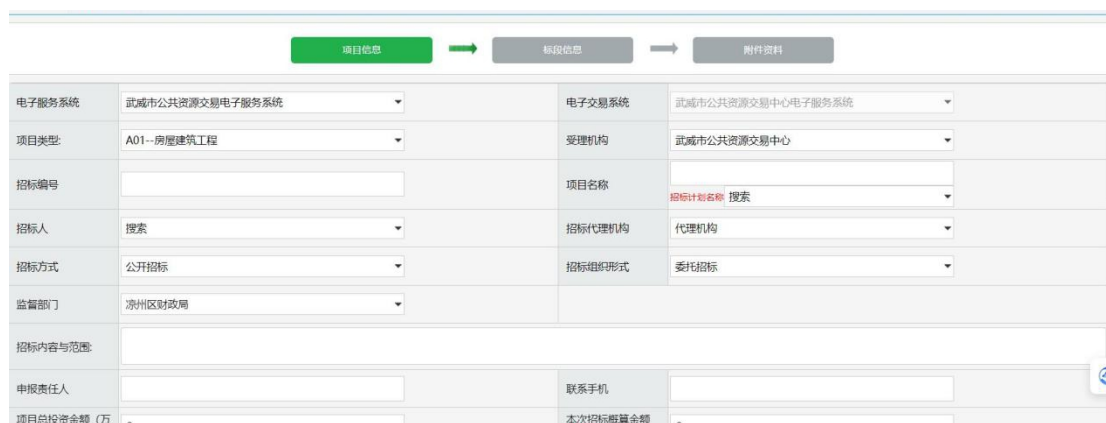 项目信息
标段信息
附件资料
电子服务系统 武威市公共资源交易电子服务系统 电子交易系统 武威市公共资源交易中心电子服务系统
项目类型: A01--房屋建筑工程 受理机构 武威市公共资源交易中心
招标编号 项目名称
招标计划名称 搜索
招标人 搜索 招标代理机构 代理机构
招标方式 公开招标 招标组织形式 委托招标
监督部门 凉州区财政局
招标内容与范围:
申报责任人 联系手机
项目总投资金额（万 本次招标概算金额